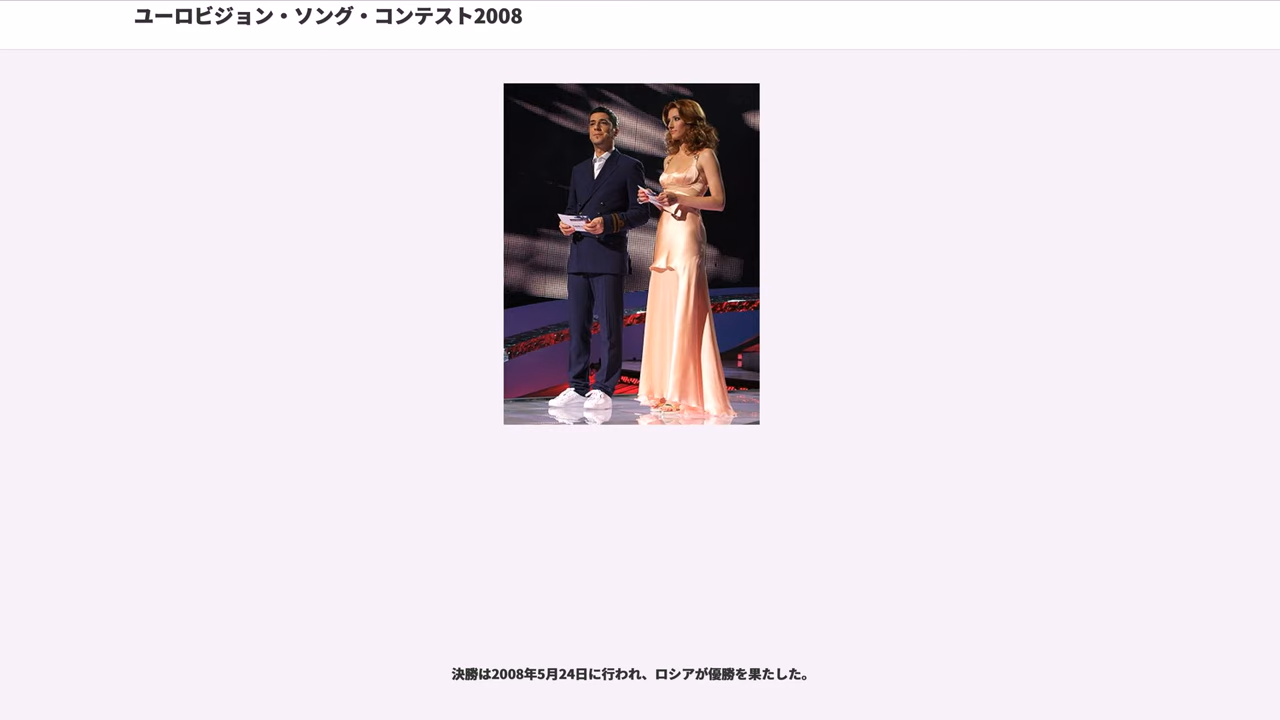 ユーロビジョン・ソング・コンテスト2008
決勝は2008年5月24日に行われ、ロシアが優勝を果たした。